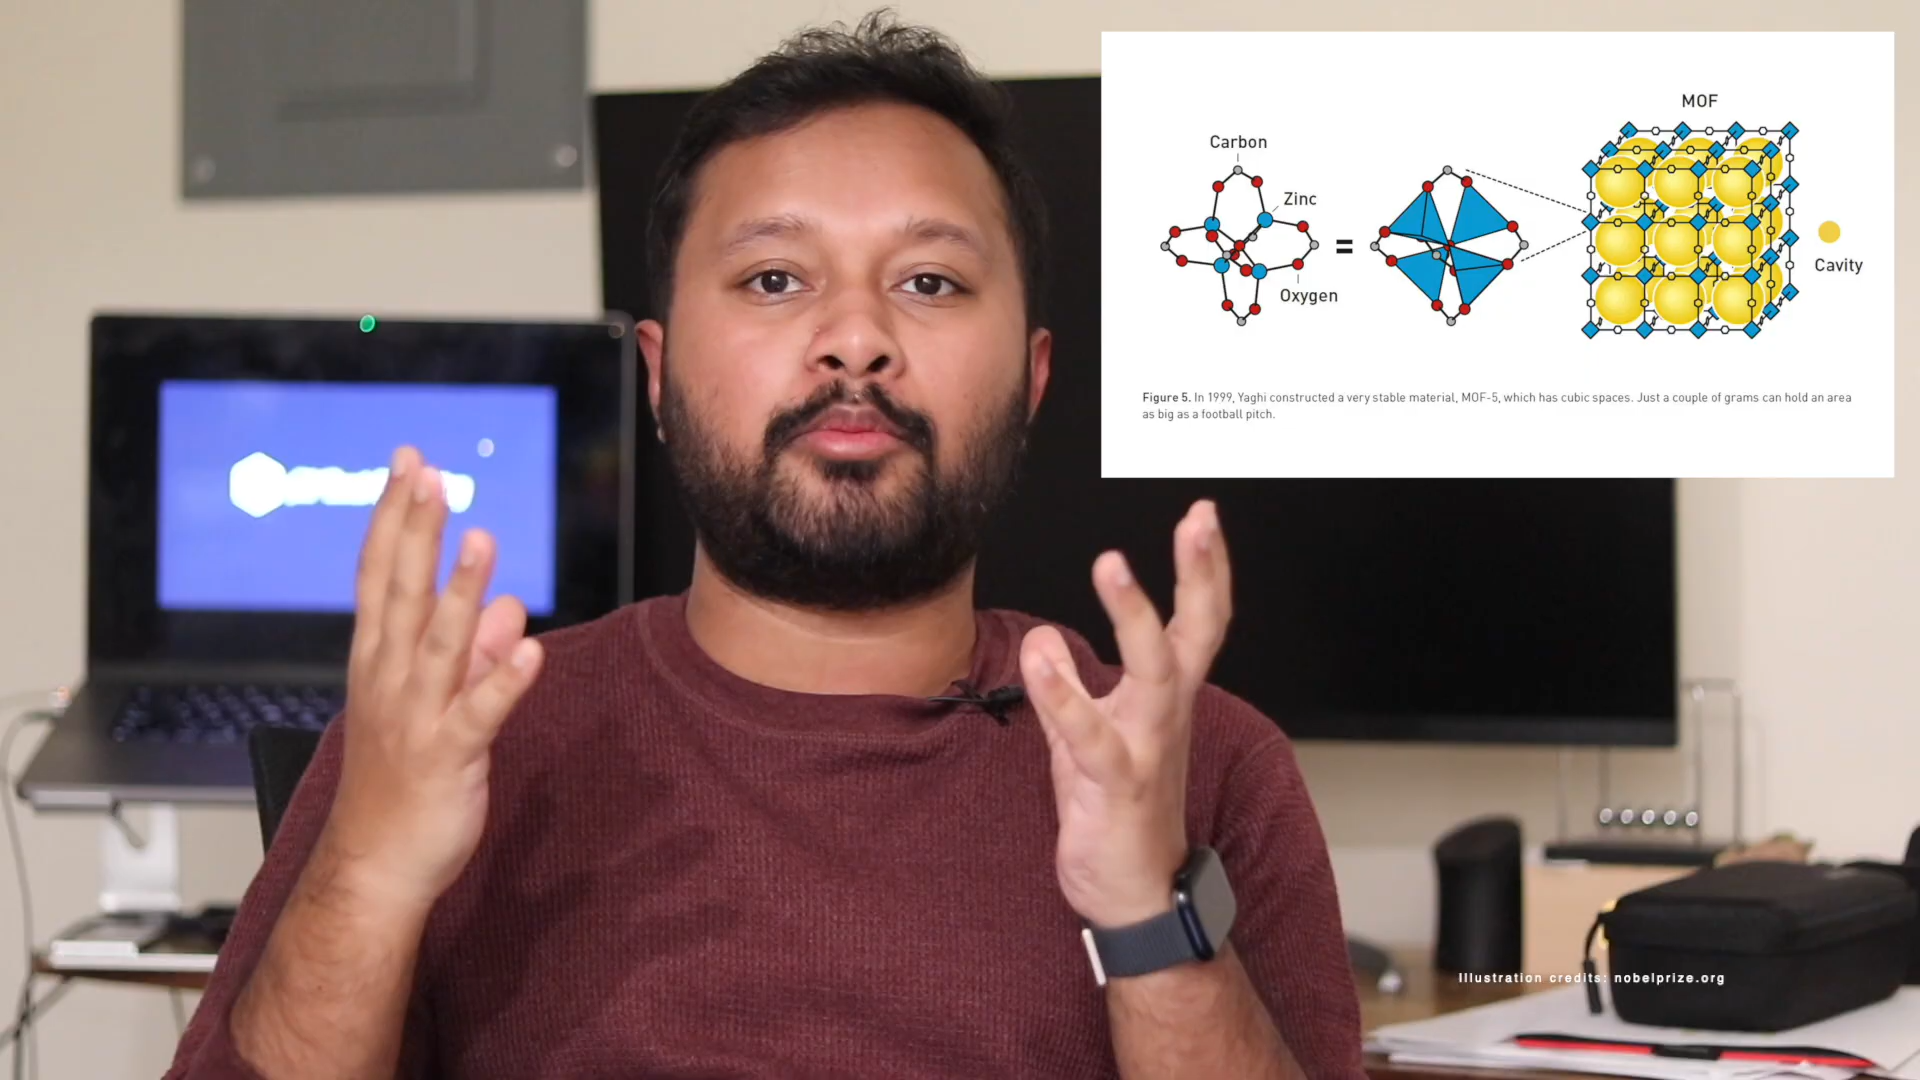 MOF
Carbon
Zinc
Cavity
Oxygen
Figure 5. In 1999, Yaghi constructed a very stable material, MOF-5, which has cubic spaces. Just a couple of grams can hold an area
as big as a football pitch.
Illustration credits: nobelprize.org